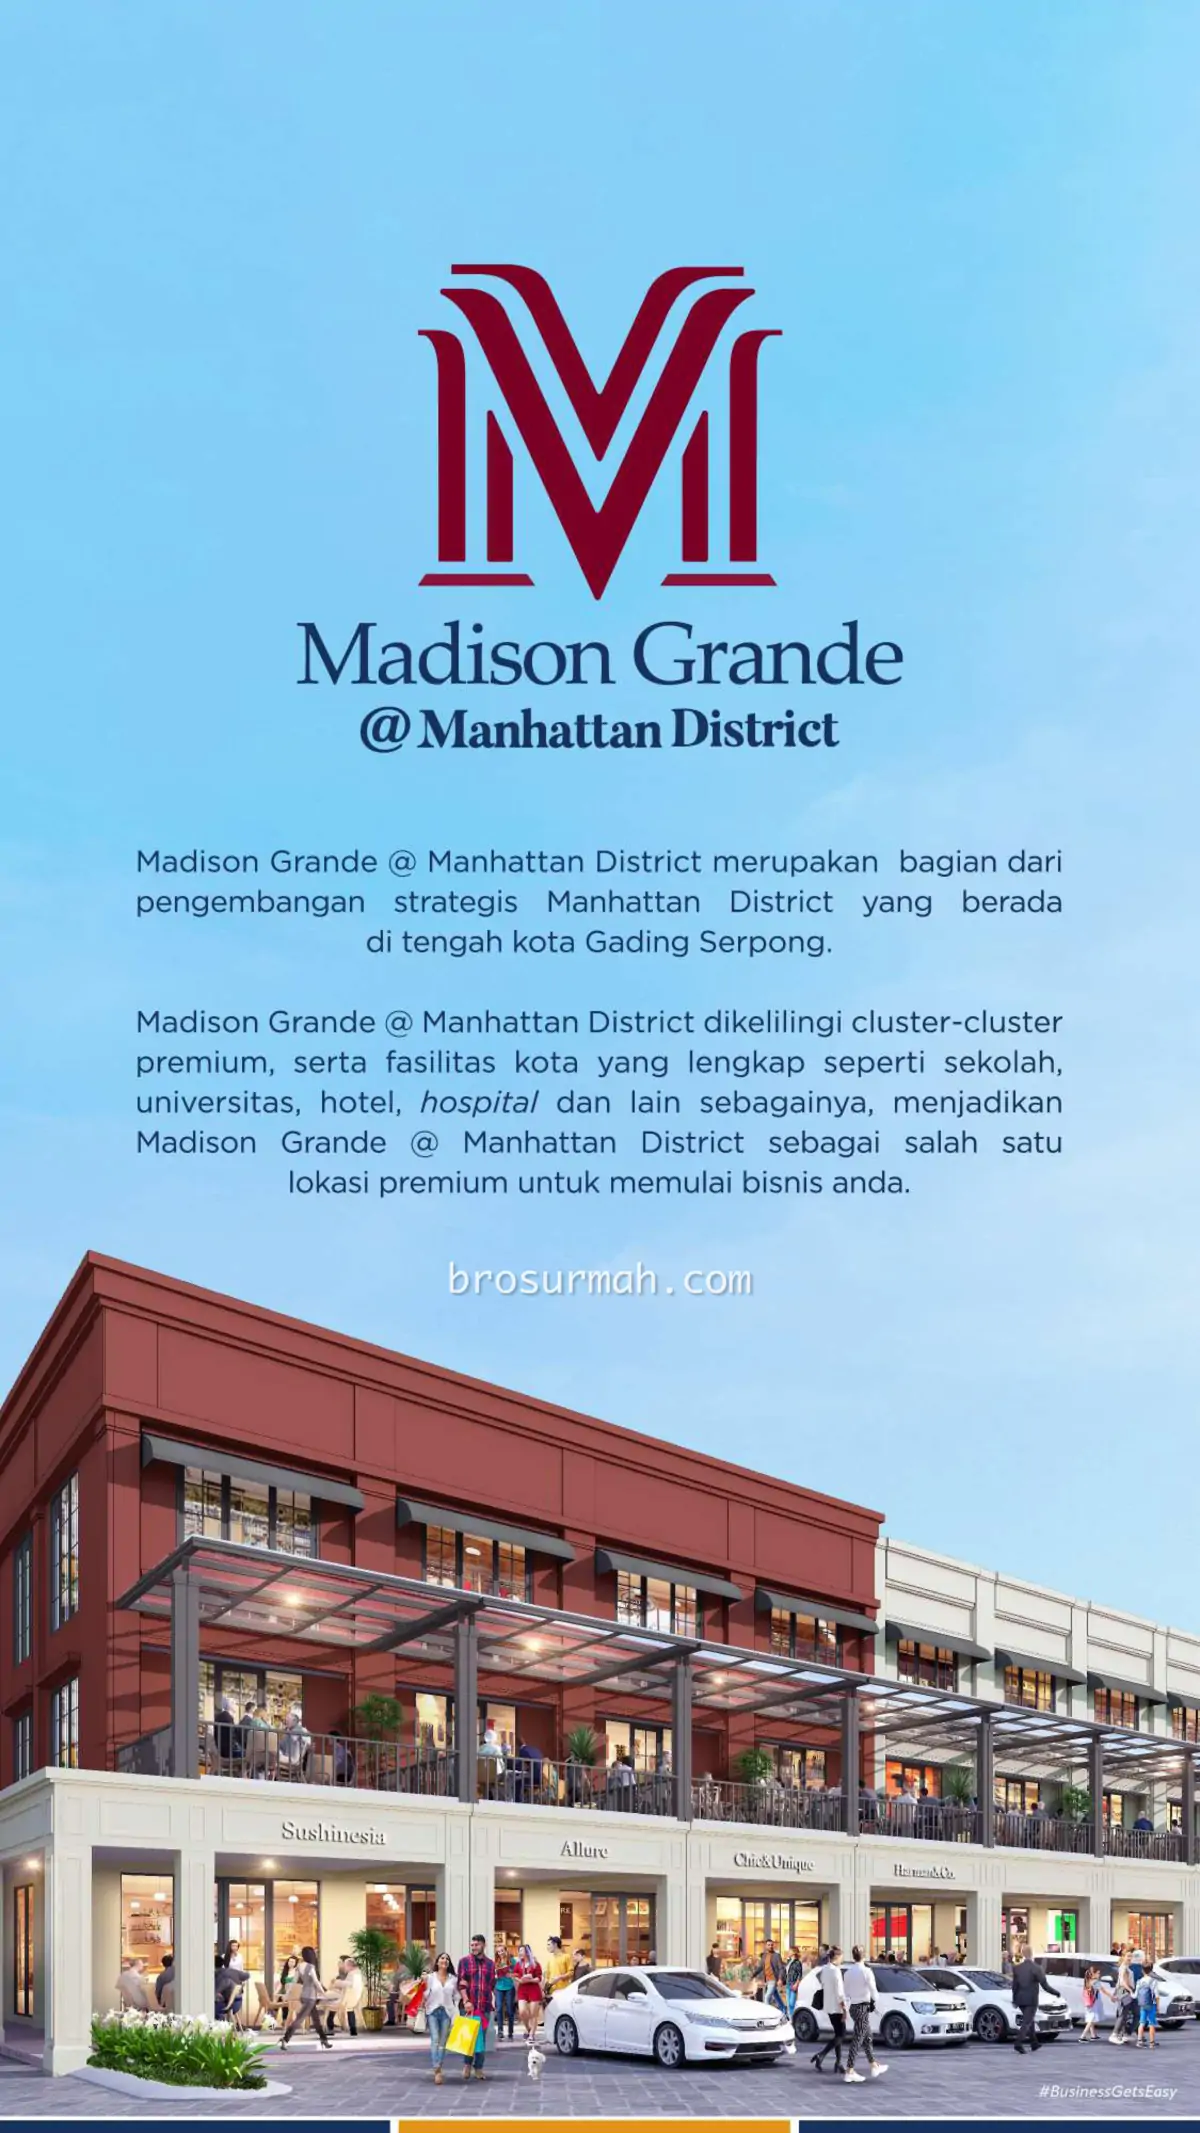 Madison Grande
@ Manhattan District
Madison Grande @ Manhattan District merupakan bagian dari
pengembangan strategis Manhattan District yang berada
di tengah kota Gading Serpong.
Madison Grande @ Manhattan District dikelilingi cluster-cluster
premium, serta fasilitas kota yang lengkap seperti sekolah,
universitas, hotel, hospital dan lain sebagainya, menjadikan
Madison Grande @ Manhattan District sebagai salah satu
lokasi premium untuk memulai bisnis anda.
brosurmah.com
Sushinesia
Allure
Chic&Unique
Harman&Co.
#BusinessGetsEasy